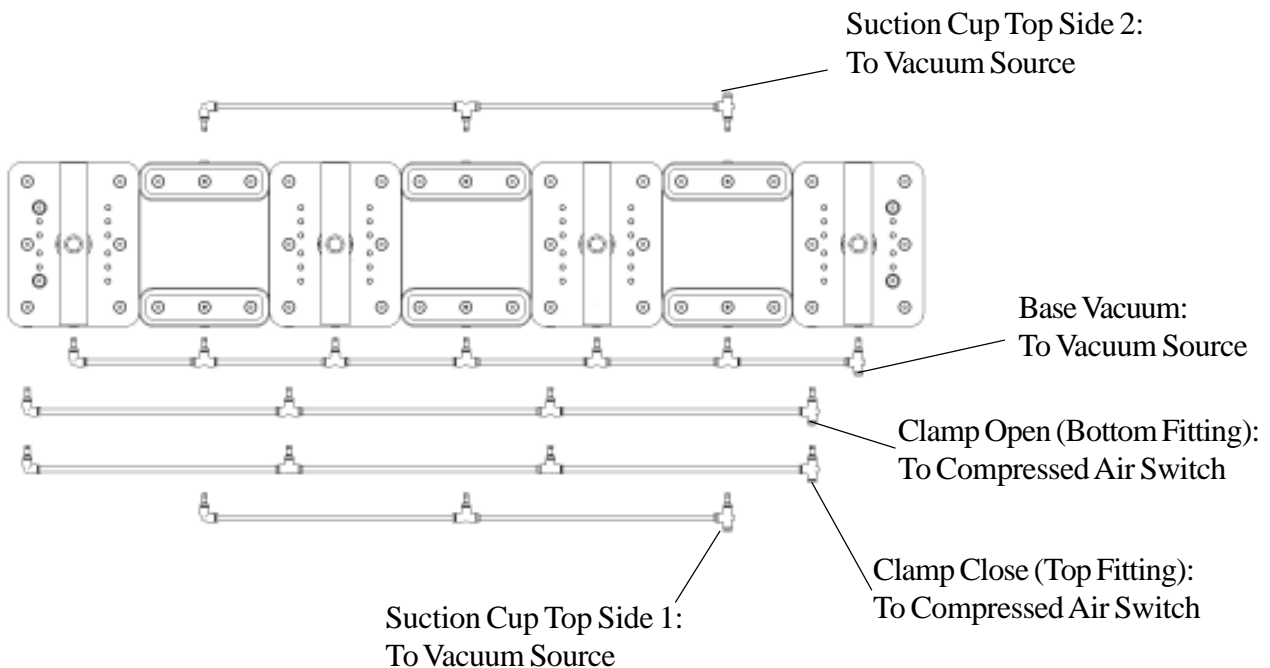 Suction Cup Top Side 2:
To Vacuum Source
Base Vacuum:
To Vacuum Source
Clamp Open (Bottom Fitting):
To Compressed Air Switch
Clamp Close (Top Fitting):
To Compressed Air Switch
Suction Cup Top Side 1:
To Vacuum Source